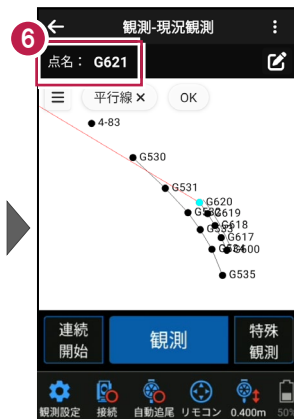 6
観測-現況観測
点名： G621
平行線 ×
OK
4-83
G530
G531
G620
G619
G618
G617
G600
G535
連続
開始
観測
特殊
観測
観測設定
接続
自動追尾
リモコン
0.400m
50%